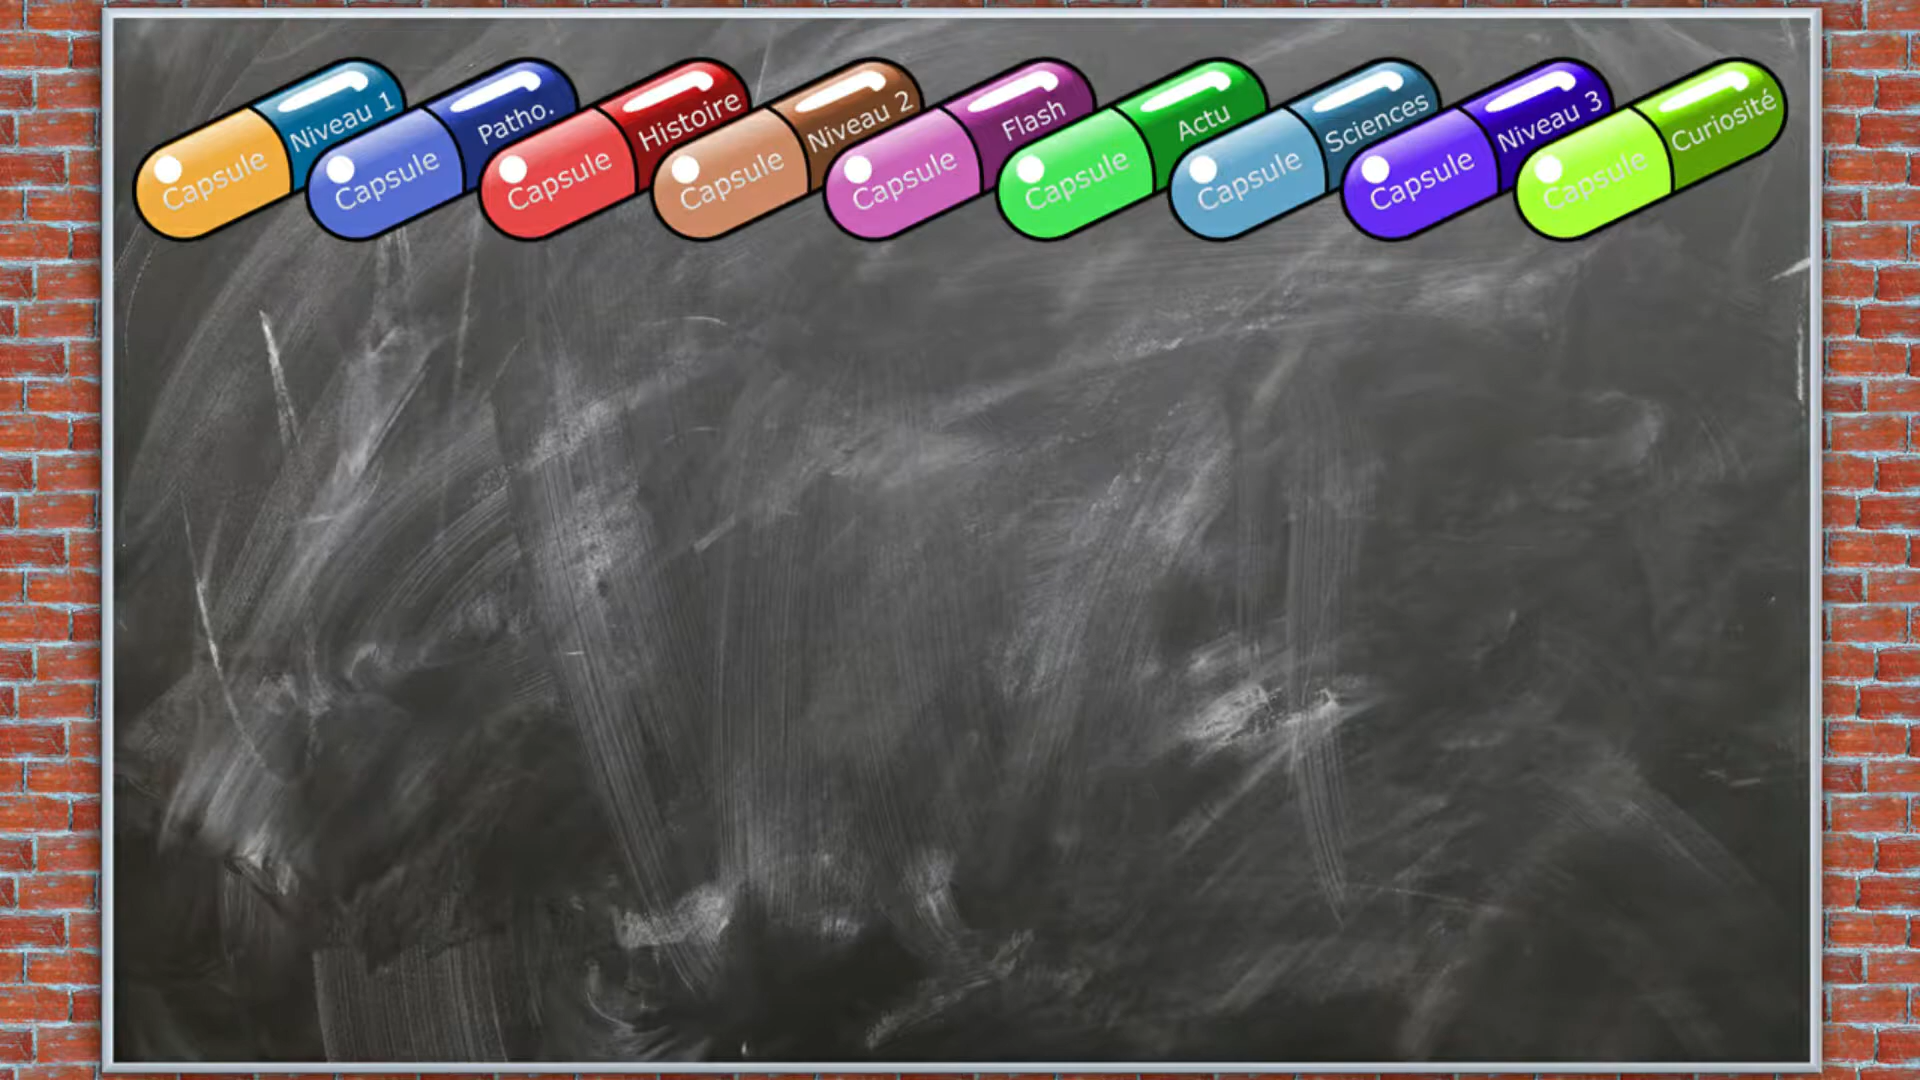 Capsule Niveau 1
Capsule Patho.
Capsule Histoire
Capsule Niveau 2
Capsule Flash
Capsule Actu
Capsule Sciences
Capsule Niveau 3
Capsule Curiosité